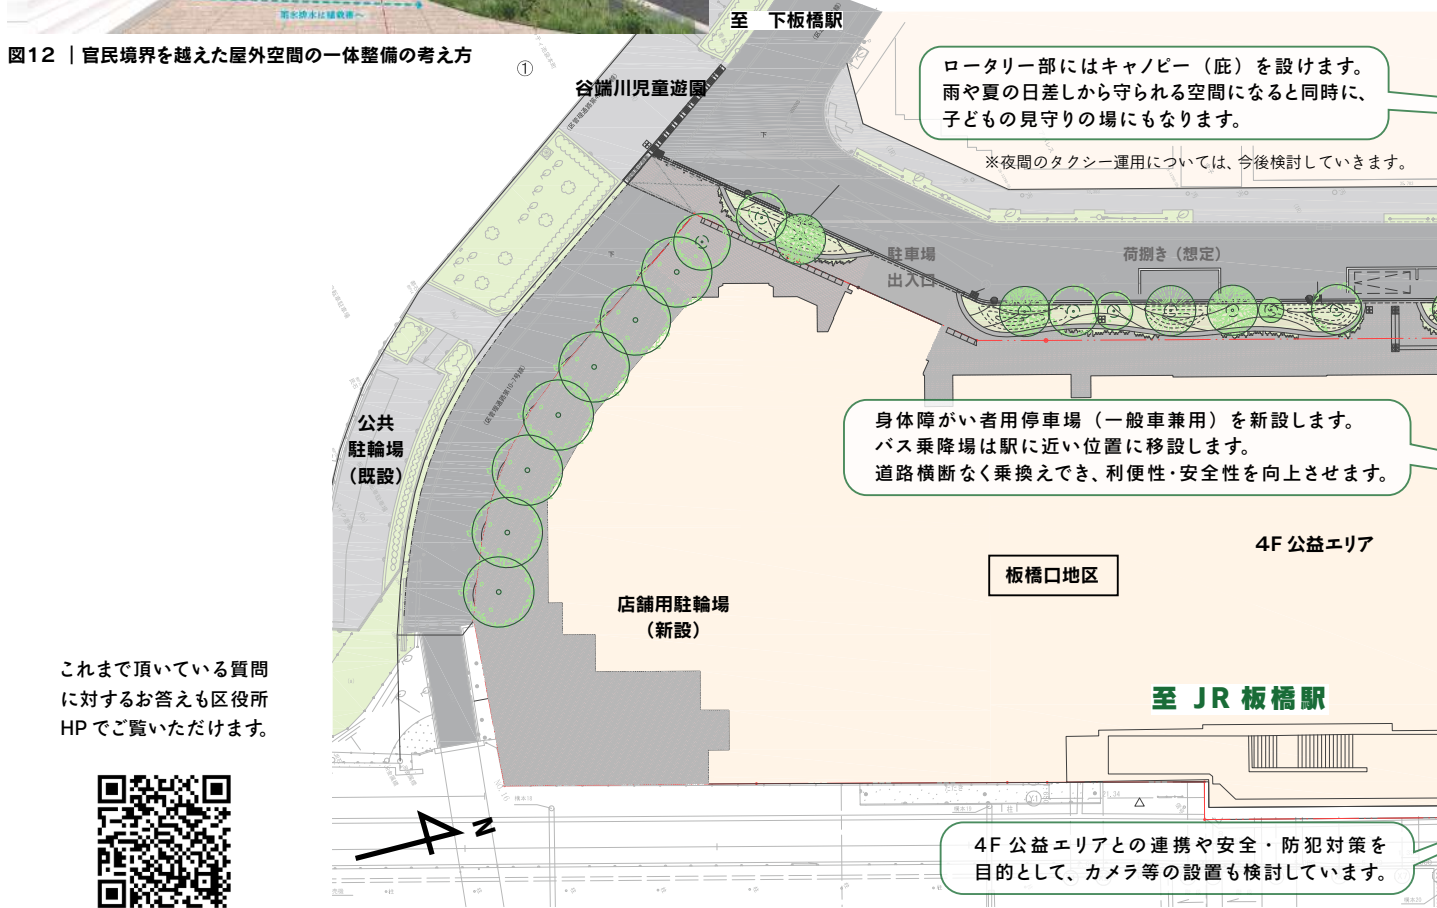 雨水排水は植栽帯へ
図12 ｜官民境界を越えた屋外空間の一体整備の考え方
①
至　下板橋駅
谷端川児童遊園
ロータリー部にはキャノピー（庇）を設けます。
雨や夏の日差しから守られる空間になると同時に、
子どもの見守りの場にもなります。
※夜間のタクシー運用については、今後検討していきます。
駐車場
出入口
荷捌き（想定）
公共
駐輪場
（既設）
身体障がい者用停車場（一般車兼用）を新設します。
バス乗降場は駅に近い位置に移設します。
道路横断なく乗換えでき、利便性・安全性を向上させます。
4F 公益エリア
板橋口地区
店舗用駐輪場
（新設）
至 JR 板橋駅
これまで頂いている質問
に対するお答えも区役所
HP でご覧いただけます。
N
4F 公益エリアとの連携や安全・防犯対策を
目的として、カメラ等の設置も検討しています。